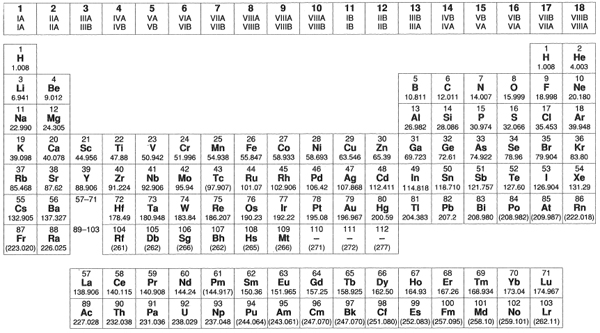 1 2 3 4 5 6 7 8 9 10 11 12 13 14 15 16 17 18
IA IIA IIIA IVA VA VIA VIIA VIIIA VIIIA VIIIA IB IIB IIIB IVB VB VIB VIIB VIIIB
IA IIA IIIB IVB VB VIB VIIB VIIIB VIIIB VIIIB IB IIB IIIA IVA VA VIA VIIA VIIIA
1 1 2
H H He
1.008 1.008 4.003
3 4 5 6 7 8 9 10
Li Be B C N O F Ne
6.941 9.012 10.811 12.011 14.007 15.999 18.998 20.180
11 12 13 14 15 16 17 18
Na Mg Al Si P S Cl Ar
22.990 24.305 26.982 28.086 30.974 32.066 35.453 39.948
19 20 21 22 23 24 25 26 27 28 29 30 31 32 33 34 35 36
K Ca Sc Ti V Cr Mn Fe Co Ni Cu Zn Ga Ge As Se Br Kr
39.098 40.078 44.956 47.88 50.942 51.996 54.938 55.847 58.933 58.693 63.546 65.39 69.723 72.61 74.922 78.96 79.904 83.80
37 38 39 40 41 42 43 44 45 46 47 48 49 50 51 52 53 54
Rb Sr Y Zr Nb Mo Tc Ru Rh Pd Ag Cd In Sn Sb Te I Xe
85.468 87.62 88.906 91.224 92.906 95.94 (97.907) 101.07 102.906 106.42 107.868 112.411 114.818 118.710 121.757 127.60 126.904 131.29
55 56 57–71 72 73 74 75 76 77 78 79 80 81 82 83 84 85 86
Cs Ba Hf Ta W Re Os Ir Pt Au Hg Tl Pb Bi Po At Rn
132.905 137.327 178.49 180.948 183.84 186.207 190.23 192.22 195.08 196.967 200.59 204.383 207.2 208.980 (208.982) (209.987) (222.018)
87 88 89–103 104 105 106 107 108 109 110 111 112
Fr Ra Rf Db Sg Bh Hs Mt – – –
(223.020) 226.025 (261) (262) (266) (262) (265) (266) (271) (272) (277)
57 58 59 60 61 62 63 64 65 66 67 68 69 70 71
La Ce Pr Nd Pm Sm Eu Gd Tb Dy Ho Er Tm Yb Lu
138.906 140.115 140.908 144.24 (144.917) 150.36 151.965 157.25 158.925 162.50 164.93 167.26 168.934 173.04 174.967
89 90 91 92 93 94 95 96 97 98 99 100 101 102 103
Ac Th Pa U Np Pu Am Cm Bk Cf Es Fm Md No Lr
227.028 232.038 231.036 238.029 237.048 (244.064) (243.061) (247.070) (247.070) (251.080) (252.083) (257.095) (258.10) (259.101) (262.11)